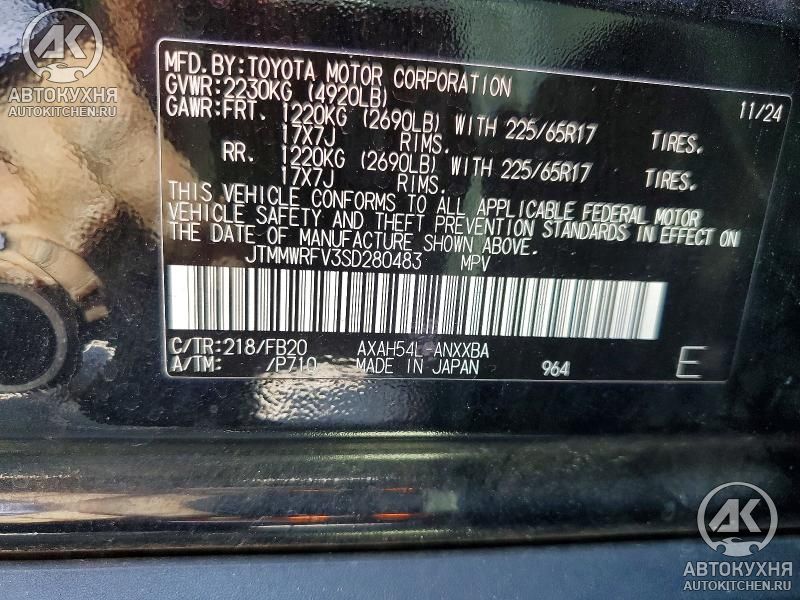 АК
АВТОКУХНЯ
AUTOKITCHEN.RU
MFD.BY:TOYOTA MOTOR CORPORATION
GVWR:2230KG (4920LB) 11/24
GAWR:FRT. 1220KG (2690LB) WITH 225/65R17 TIRES.
17X7J RIMS.
RR. 1220KG (2690LB) WITH 225/65R17 TIRES.
17X7J RIMS.
THIS VEHICLE CONFORMS TO ALL APPLICABLE FEDERAL MOTOR
VEHICLE SAFETY AND THEFT PREVENTION STANDARDS IN EFFECT ON
THE DATE OF MANUFACTURE SHOWN ABOVE.
JTMMWRFV3SD280483 MPV
C/TR:218/FB20 AXAH54L-ANXXBA
A/TM: /P710 MADE IN JAPAN 964 E
АК
АВТОКУХНЯ
AUTOKITCHEN.RU